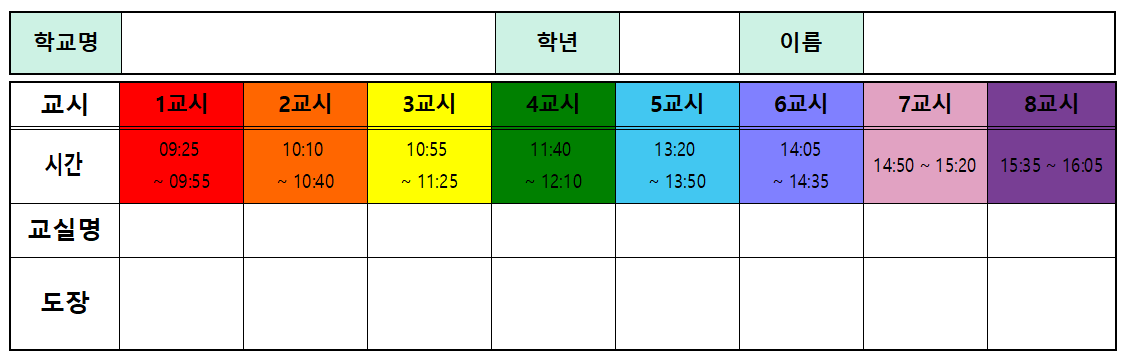 학교명 학년 이름
교시 1교시 2교시 3교시 4교시 5교시 6교시 7교시 8교시
시간 09:25 ~ 09:55 10:10 ~ 10:40 10:55 ~ 11:25 11:40 ~ 12:10 13:20 ~ 13:50 14:05 ~ 14:35 14:50 ~ 15:20 15:35 ~ 16:05
교실명
도장